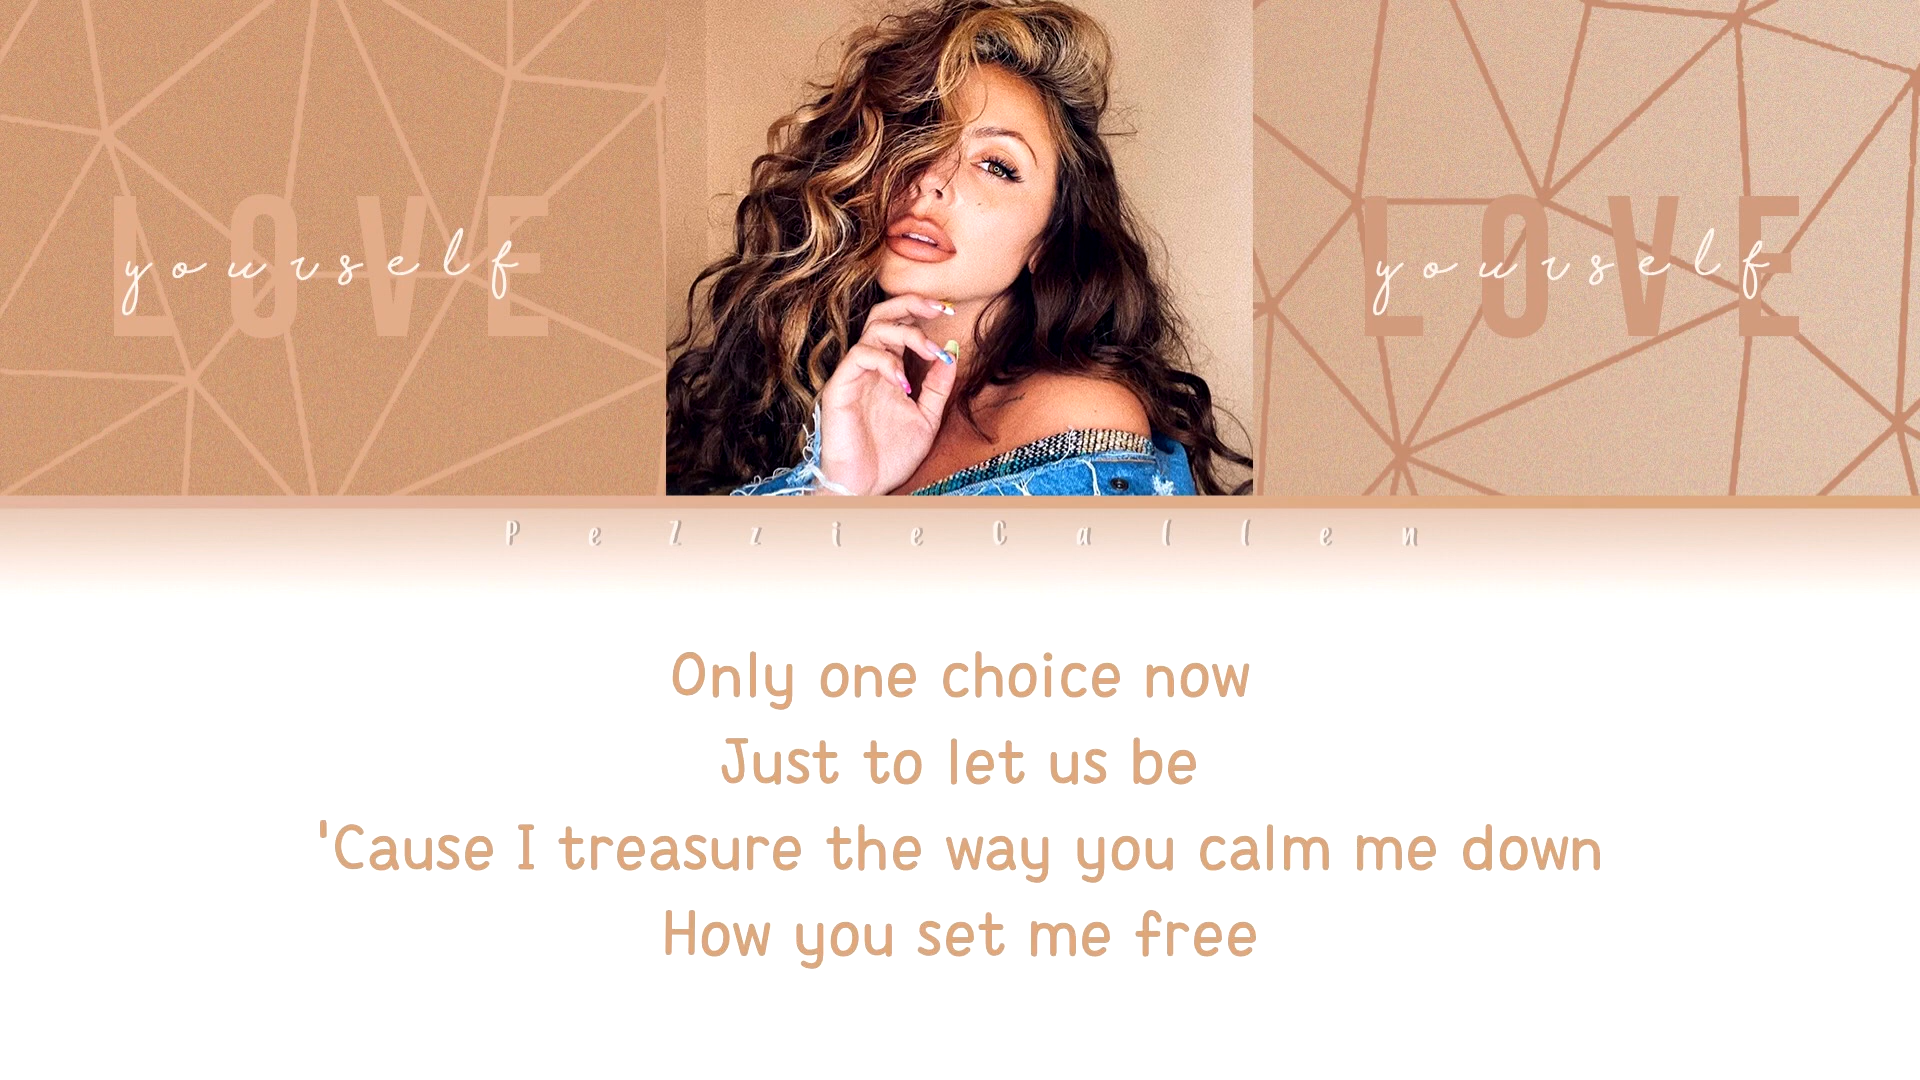 LOVE
yourself
LOVE
yourself
PeZzieCallen
Only one choice now
Just to let us be
'Cause I treasure the way you calm me down
How you set me free